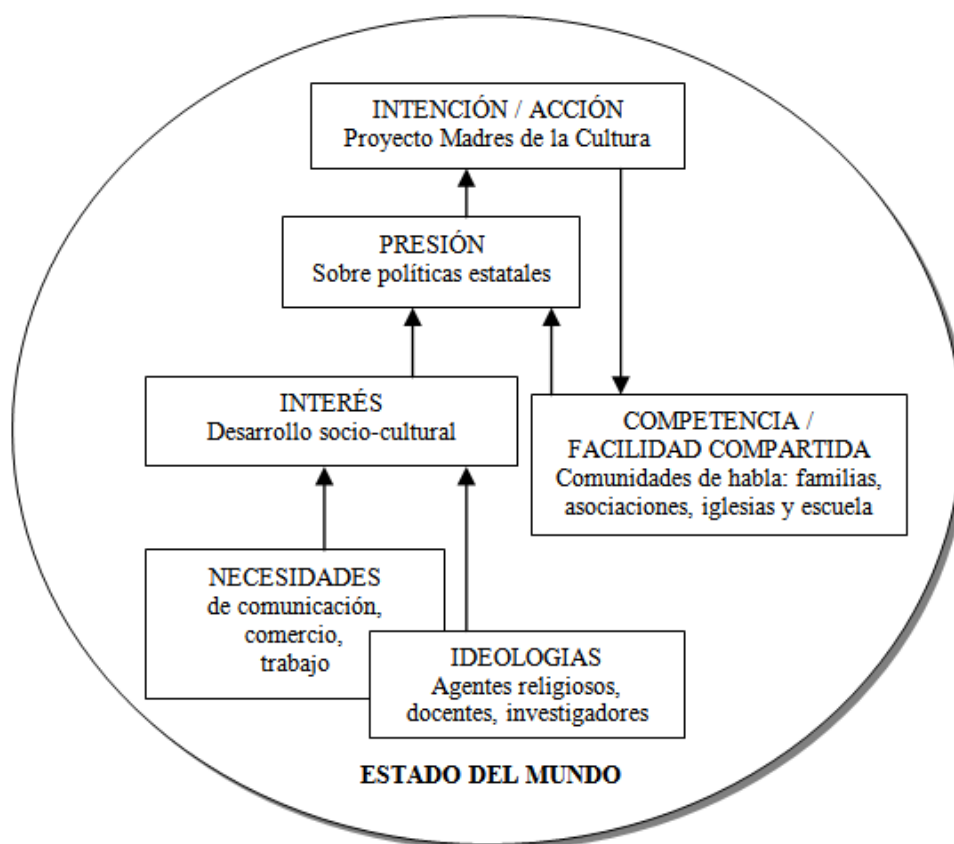 INTENCIÓN / ACCIÓN
Proyecto Madres de la Cultura
PRESIÓN
Sobre políticas estatales
INTERÉS
Desarrollo socio-cultural
COMPETENCIA /
FACILIDAD COMPARTIDA
Comunidades de habla: familias,
asociaciones, iglesias y escuela
NECESIDADES
de comunicación,
comercio,
trabajo
IDEOLOGIAS
Agentes religiosos,
docentes, investigadores
ESTADO DEL MUNDO